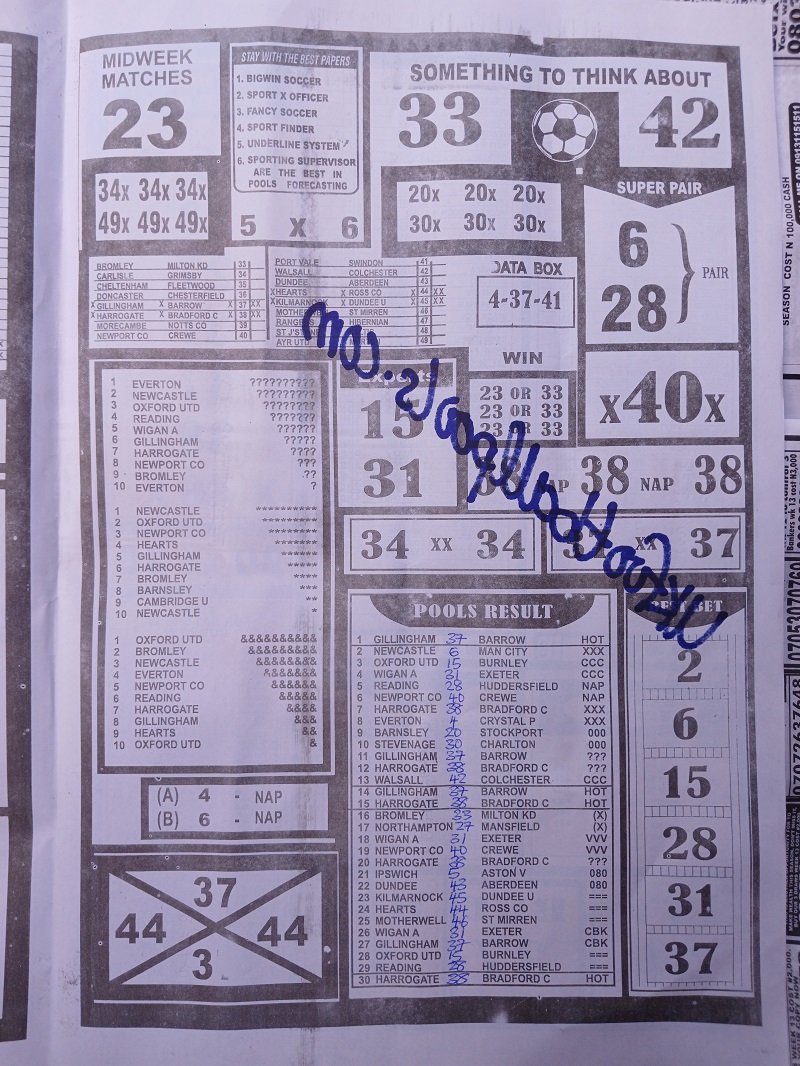 MIDWEEK
MATCHES
23
STAY WITH THE BEST PAPERS
1. BIGWIN SOCCER
2. SPORT X OFFICER
3. FANCY SOCCER
4. SPORT FINDER
5. UNDERLINE SYSTEM
6. SPORTING SUPERVISOR
ARE THE BEST IN
POOLS FORECASTING
5 X 6
SOMETHING TO THINK ABOUT
33 42
34x 34x 34x
49x 49x 49x
20x 20x 20x
30x 30x 30x
SUPER PAIR
6
28
PAIR
BROMLEY MILTON KD 33
CARLISLE GRIMSBY 34
CHELTENHAM FLEETWOOD 35
DONCASTER CHESTERFIELD 36
X GILLINGHAM X BARROW X 37 XX
X HARROGATE X BRADFORD C X 38 XX
MORECAMBE NOTTS CO 39
NEWPORT CO CREWE 40
PORT VALE SWINDON 41
WALSALL COLCHESTER 42
DUNDEE ABERDEEN 43
XHEARTS X ROSS CO X 44 XX
XKILMARNOCK X DUNDEE U X 45 XX
ST MIRREN 46
HIBERNIAN 47
48
AYR UTD 49
DATA BOX
4-37-41
WIN
23 OR 33
23 OR 33
23 OR 33
x40x
15
31
38 NAP 38
34 xx 34
xx 37
1 EVERTON ??????????
2 NEWCASTLE ?????????
3 OXFORD UTD ????????
4 READING ???????
5 WIGAN A ??????
6 GILLINGHAM ?????
7 HARROGATE ????
8 NEWPORT CO ???
9 BROMLEY ??
10 EVERTON ?
1 NEWCASTLE **********
2 OXFORD UTD *********
3 NEWPORT CO ********
4 HEARTS *******
5 GILLINGHAM ******
6 HARROGATE *****
7 BROMLEY ****
8 BARNSLEY ***
9 CAMBRIDGE U **
10 NEWCASTLE *
1 OXFORD UTD &&&&&&&&&&
2 BROMLEY &&&&&&&&&
3 NEWCASTLE &&&&&&&&
4 EVERTON &&&&&&&
5 NEWPORT CO &&&&&&
6 READING &&&&&
7 HARROGATE &&&&
8 GILLINGHAM &&&
9 HEARTS &&
10 OXFORD UTD &
(A) 4 - NAP
(B) 6 - NAP
37
44 44
3
POOLS RESULT
1 GILLINGHAM 37 BARROW HOT
2 NEWCASTLE 6 MAN CITY XXX
3 OXFORD UTD 15 BURNLEY CCC
4 WIGAN A 31 EXETER CCC
5 READING 28 HUDDERSFIELD NAP
6 NEWPORT CO 40 CREWE NAP
7 HARROGATE 38 BRADFORD C XXX
8 EVERTON 4 CRYSTAL P XXX
9 BARNSLEY 20 STOCKPORT 000
10 STEVENAGE 30 CHARLTON 000
11 GILLINGHAM 37 BARROW ???
12 HARROGATE 38 BRADFORD C ???
13 WALSALL 42 COLCHESTER CCC
14 GILLINGHAM 37 BARROW HOT
15 HARROGATE 38 BRADFORD C HOT
16 BROMLEY 33 MILTON KD (X)
17 NORTHAMPTON 27 MANSFIELD (X)
18 WIGAN A 31 EXETER VVV
19 NEWPORT CO 40 CREWE VVV
20 HARROGATE 38 BRADFORD C ???
21 IPSWICH 5 ASTON V 080
22 DUNDEE 43 ABERDEEN 080
23 KILMARNOCK 45 DUNDEE U ===
24 HEARTS 44 ROSS CO ===
25 MOTHERWELL 46 ST MIRREN ===
26 WIGAN A 31 EXETER CBK
27 GILLINGHAM 37 BARROW CBK
28 OXFORD UTD 15 BURNLEY ===
29 READING 28 HUDDERSFIELD ===
30 HARROGATE 38 BRADFORD C HOT
2
6
15
28
31
37
SEASON COST N 100,000 CASH